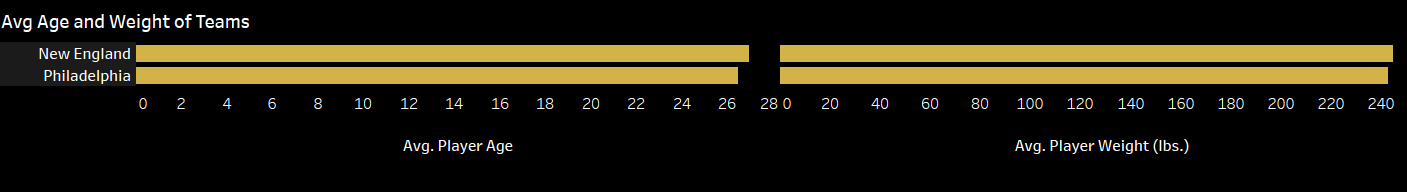 Avg Age and Weight of Teams
New England
Philadelphia
0 2 4 6 8 10 12 14 16 18 20 22 24 26 28 0 20 40 60 80 100 120 140 160 180 200 220 240
Avg. Player Age Avg. Player Weight (lbs.)